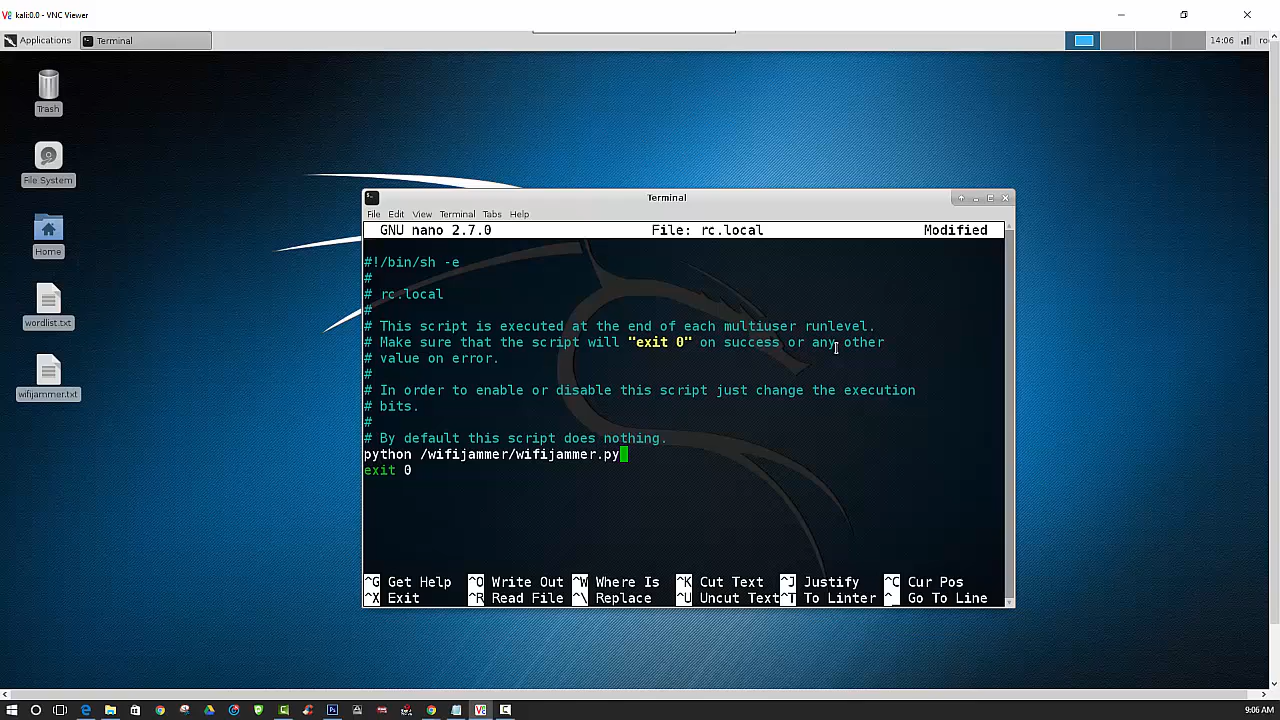 kali:0.0 - VNC Viewer
Applications
Terminal
14:06
Trash
File System
Home
wordlist.txt
wifijammer.txt
Terminal
File Edit View Terminal Tabs Help
GNU nano 2.7.0 File: rc.local Modified
#!/bin/sh -e
#
# rc.local
#
# This script is executed at the end of each multiuser runlevel.
# Make sure that the script will "exit 0" on success or any other
# value on error.
#
# In order to enable or disable this script just change the execution
# bits.
#
# By default this script does nothing.
python /wifijammer/wifijammer.py
exit 0
^G Get Help ^O Write Out ^W Where Is ^K Cut Text ^J Justify ^C Cur Pos
^X Exit ^R Read File ^\ Replace ^U Uncut Text ^T To Linter ^_ Go To Line
9:06 AM